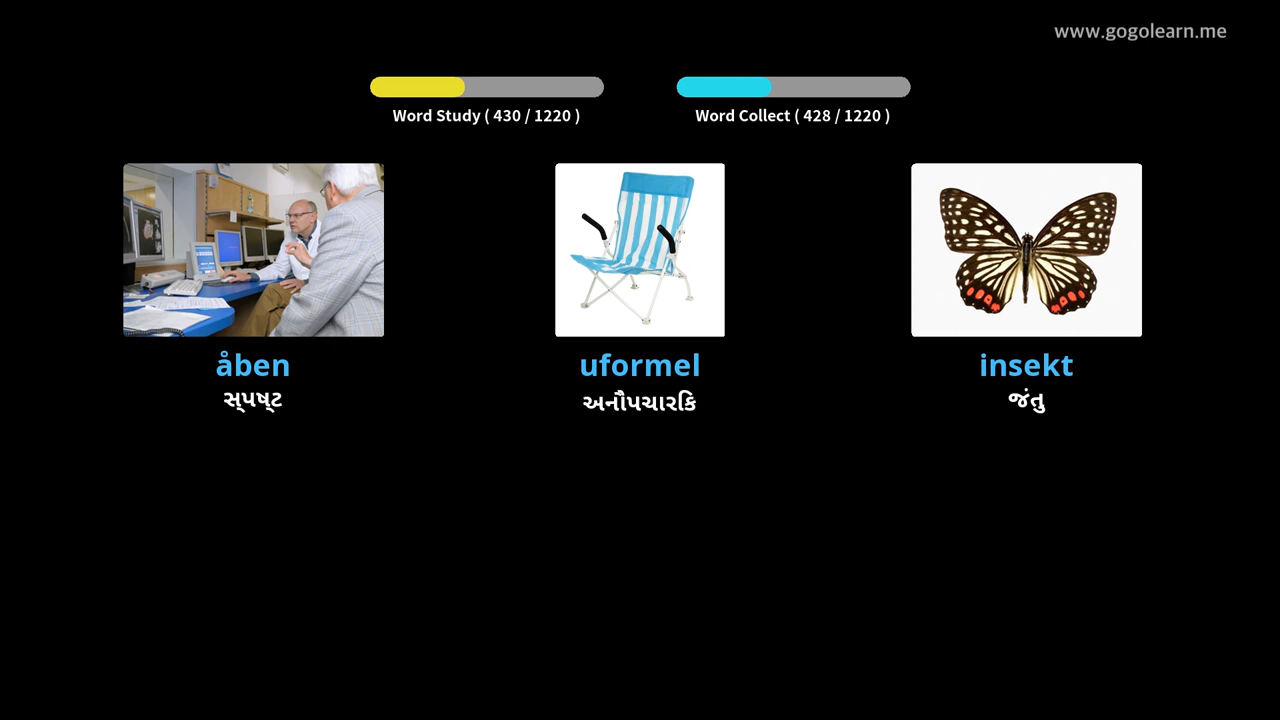 www.gogolearn.me
Word Study ( 430 / 1220 )
Word Collect ( 428 / 1220 )
åben
સ્પષ્ટ
uformel
અનૌપચારિક
insekt
જંતુ